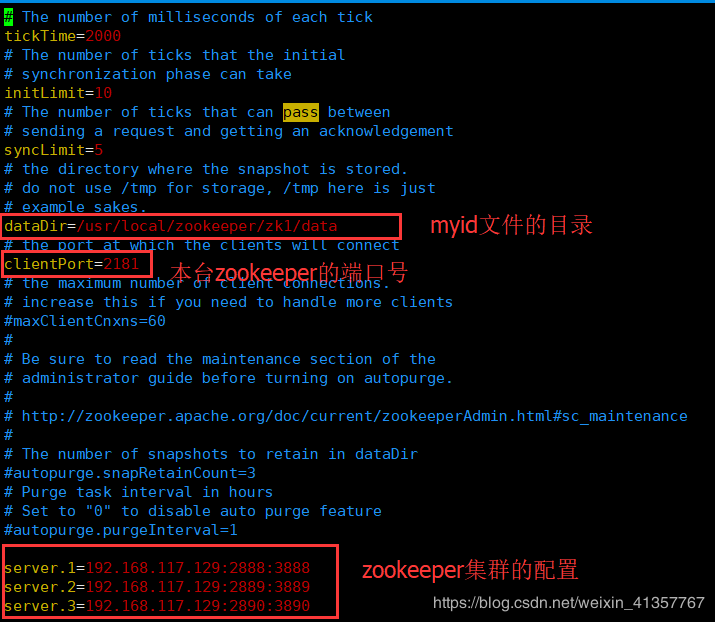 # The number of milliseconds of each tick
tickTime=2000
# The number of ticks that the initial
# synchronization phase can take
initLimit=10
# The number of ticks that can pass between
# sending a request and getting an acknowledgement
syncLimit=5
# the directory where the snapshot is stored.
# do not use /tmp for storage, /tmp here is just
# example sakes.
dataDir=/usr/local/zookeeper/zk1/data
myid文件的目录
# the port at which the clients will connect
clientPort=2181
本台zookeeper的端口号
# the maximum number of client connections.
# increase this if you need to handle more clients
#maxClientCnxns=60
#
# Be sure to read the maintenance section of the
# administrator guide before turning on autopurge.
#
# http://zookeeper.apache.org/doc/current/zookeeperAdmin.html#sc_maintenance
#
# The number of snapshots to retain in dataDir
#autopurge.snapRetainCount=3
# Purge task interval in hours
# Set to "0" to disable auto purge feature
#autopurge.purgeInterval=1
server.1=192.168.117.129:2888:3888
zookeeper集群的配置
server.2=192.168.117.129:2889:3889
server.3=192.168.117.129:2890:3890
https://blog.csdn.net/weixin_41357767